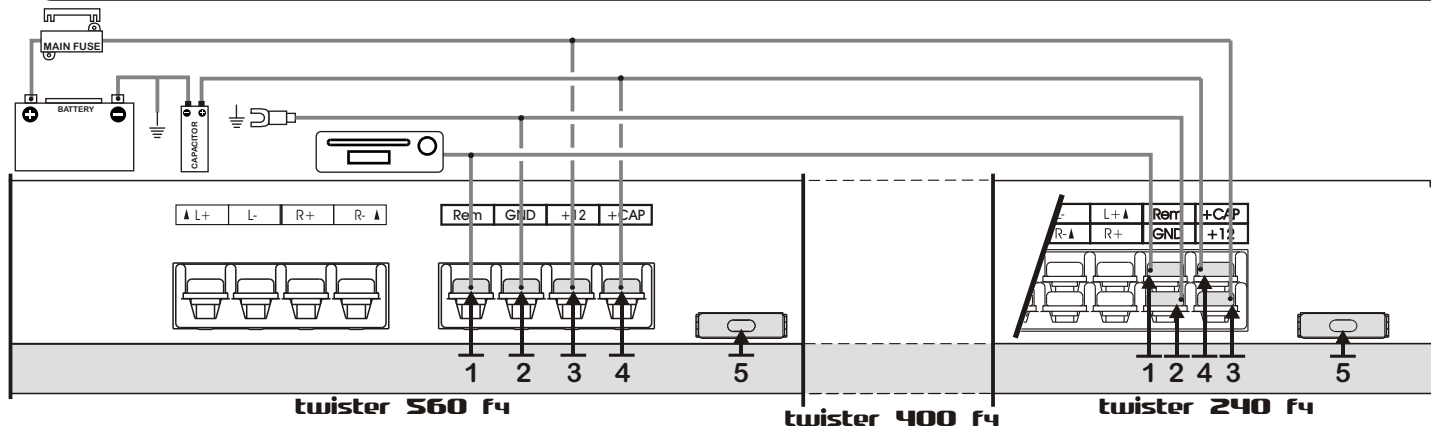 MAIN FUSE
BATTERY
CAPACITOR
L+ L- R+ R-
Rem GND +12 +CAP
L- L+ Rem +CAP
R- R+ GND +12
1 2 3 4 5
1 2 4 3 5
twister 560 f4
twister 400 f4
twister 240 f4